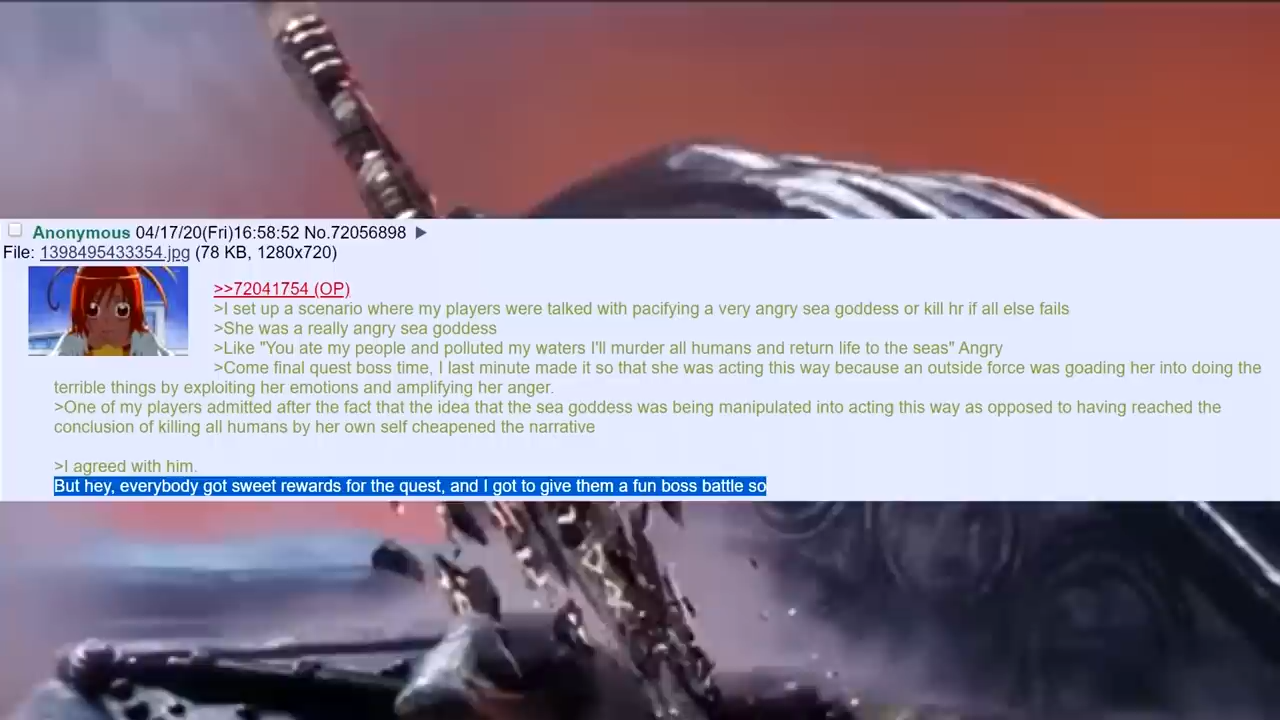 Anonymous 04/17/20(Fri)16:58:52 No.72056898 ▶
File: 1398495433354.jpg (78 KB, 1280x720)
>>72041754 (OP)
>I set up a scenario where my players were talked with pacifying a very angry sea goddess or kill hr if all else fails
>She was a really angry sea goddess
>Like "You ate my people and polluted my waters I'll murder all humans and return life to the seas" Angry
>Come final quest boss time, I last minute made it so that she was acting this way because an outside force was goading her into doing the
terrible things by exploiting her emotions and amplifying her anger.
>One of my players admitted after the fact that the idea that the sea goddess was being manipulated into acting this way as opposed to having reached the
conclusion of killing all humans by her own self cheapened the narrative
>I agreed with him.
But hey, everybody got sweet rewards for the quest, and I got to give them a fun boss battle so